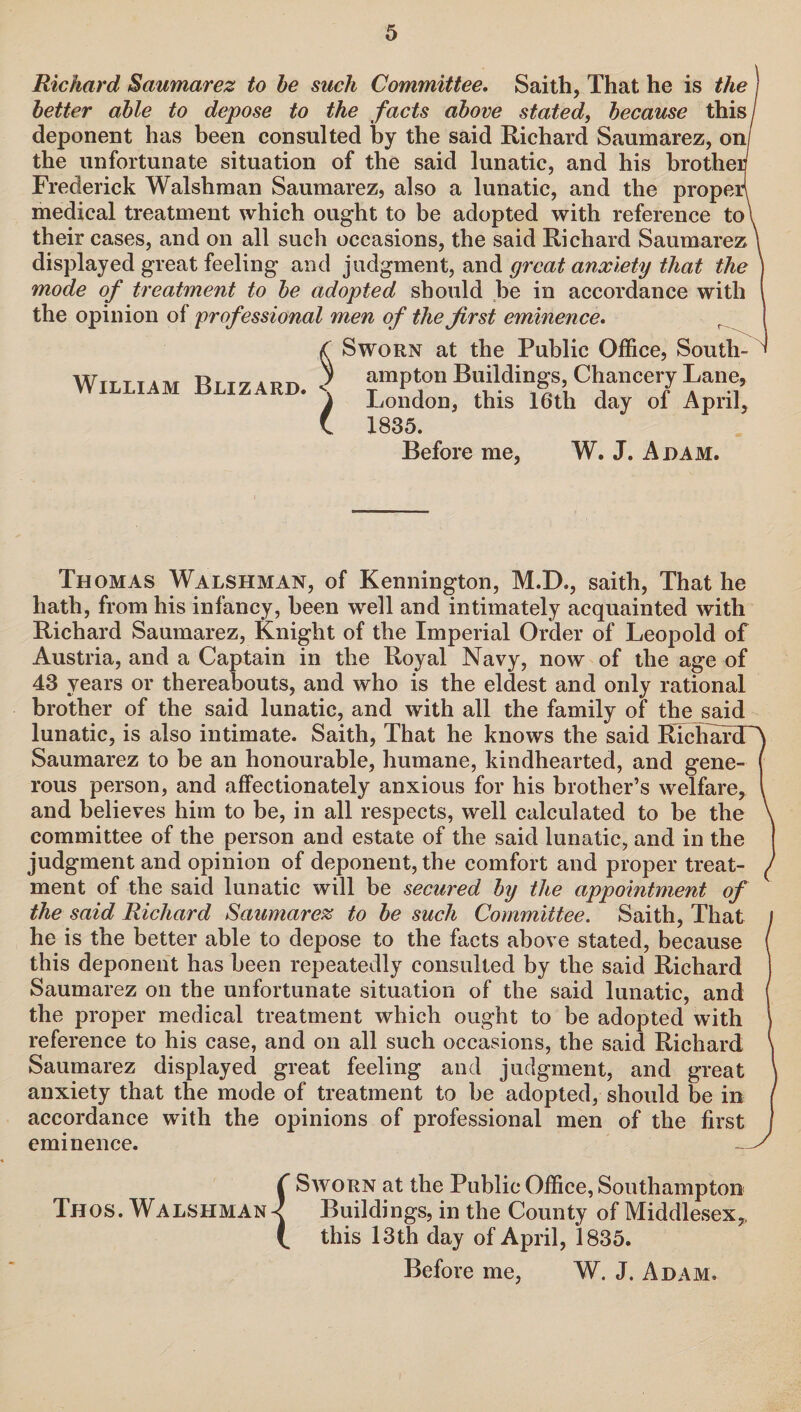 5
Richard Saumarez to be such Committee. Saith, That he is the
better able to depose to the facts above stated, because this
deponent has been consulted by the said Richard Saumarez, on
the unfortunate situation of the said lunatic, and his brother
Frederick Walshman Saumarez, also a lunatic, and the proper
medical treatment which ought to be adopted with reference to
their cases, and on all such occasions, the said Richard Saumarez
displayed great feeling and judgment, and great anxiety that the
mode of treatment to be adopted should be in accordance with
the opinion of professional men of the first eminence.
William Blizard.
Sworn at the Public Office, South-
ampton Buildings, Chancery Lane,
London, this 16th day of April,
1835.
Before me, W. J. Adam.
Thomas Walshman, of Kennington, M.D., saith, That he
hath, from his infancy, been well and intimately acquainted with
Richard Saumarez, Knight of the Imperial Order of Leopold of
Austria, and a Captain in the Royal Navy, now of the age of
43 years or thereabouts, and who is the eldest and only rational
brother of the said lunatic, and with all the family of the said
lunatic, is also intimate. Saith, That he knows the said Richard
Saumarez to be an honourable, humane, kindhearted, and gene-
rous person, and affectionately anxious for his brother's welfare,
and believes him to be, in all respects, well calculated to be the
committee of the person and estate of the said lunatic, and in the
judgment and opinion of deponent, the comfort and proper treat-
ment of the said lunatic will be secured by the appointment of
the said Richard Saumarez to be such Committee. Saith, That
he is the better able to depose to the facts above stated, because
this deponent has been repeatedly consulted by the said Richard
Saumarez on the unfortunate situation of the said lunatic, and
the proper medical treatment which ought to be adopted with
reference to his case, and on all such occasions, the said Richard
Saumarez displayed great feeling and judgment, and great
anxiety that the mode of treatment to be adopted, should be in
accordance with the opinions of professional men of the first
eminence.
Thos. Walshman
Sworn at the Public Office, Southampton
Buildings, in the County of Middlesex,
this 13th day of April, 1835.
Before me, W. J. Adam.